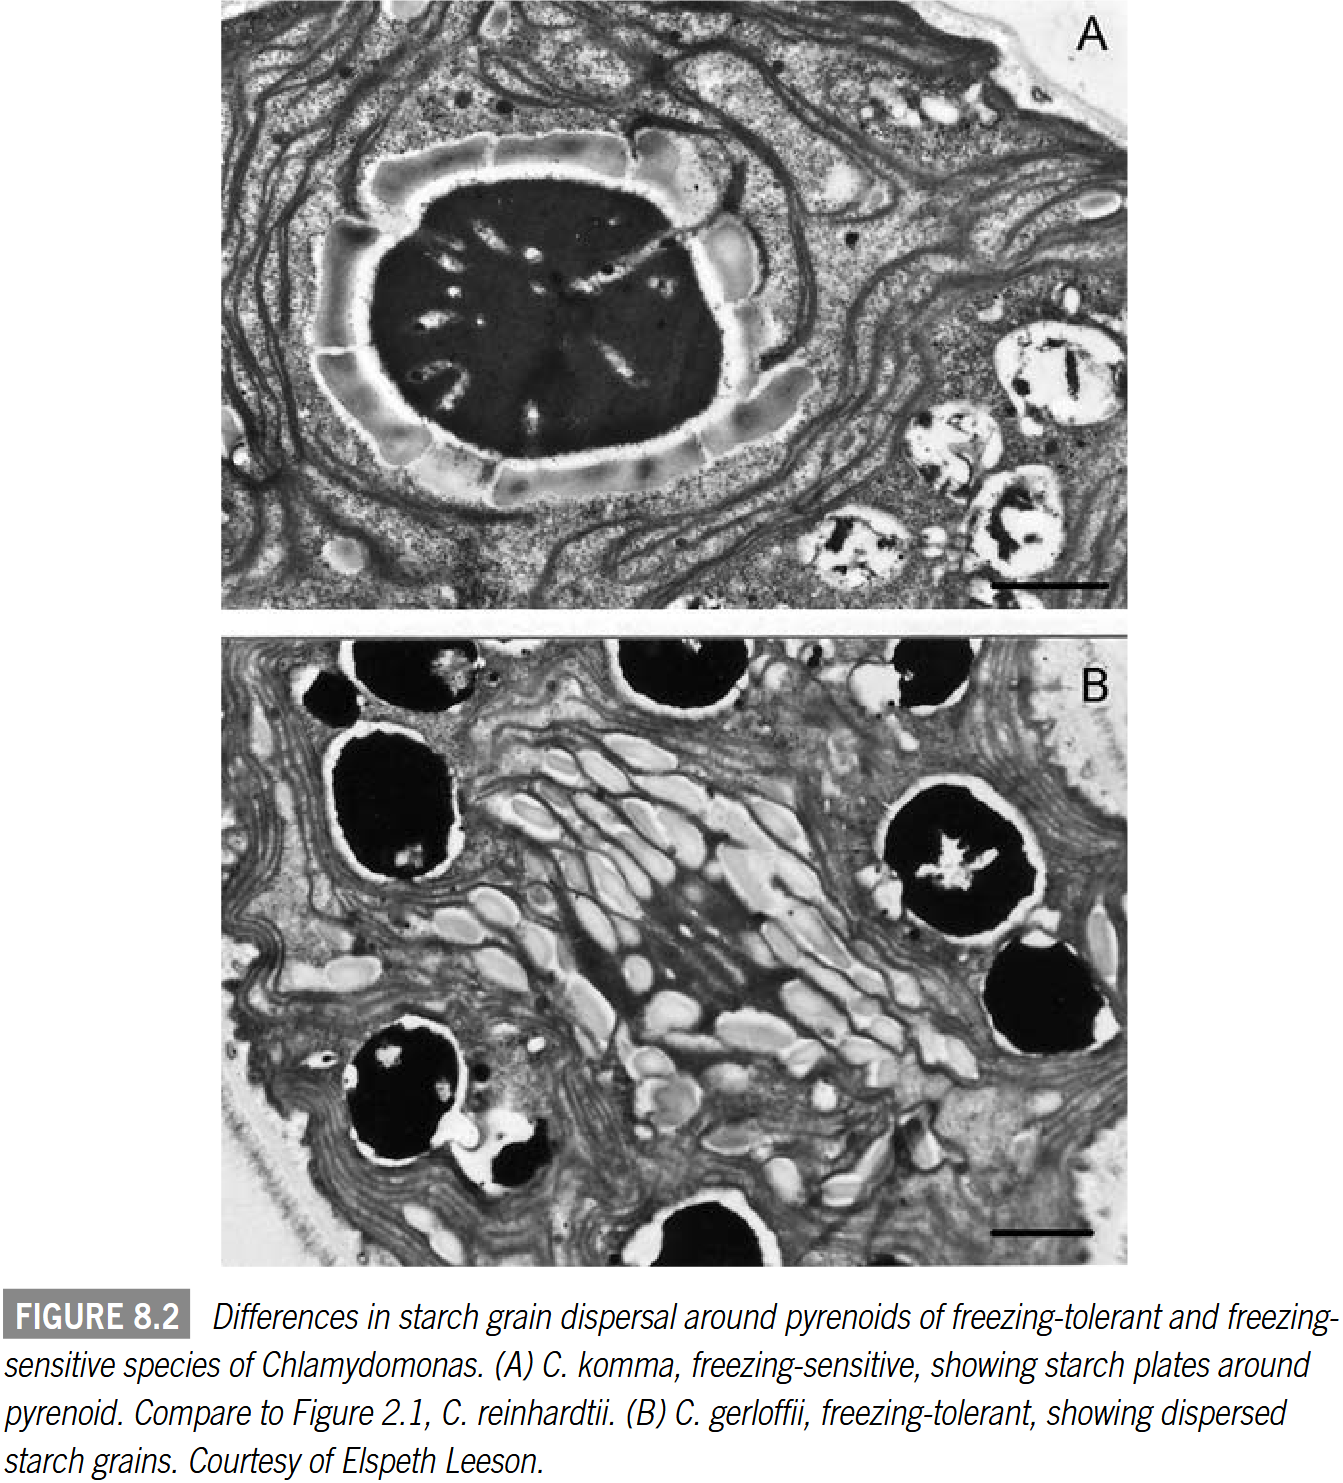 A
B
FIGURE 8.2 Differences in starch grain dispersal around pyrenoids of freezing-tolerant and freezing-
sensitive species of Chlamydomonas. (A) C. komma, freezing-sensitive, showing starch plates around
pyrenoid. Compare to Figure 2.1, C. reinhardtii. (B) C. gerloffii, freezing-tolerant, showing dispersed
starch grains. Courtesy of Elspeth Leeson.